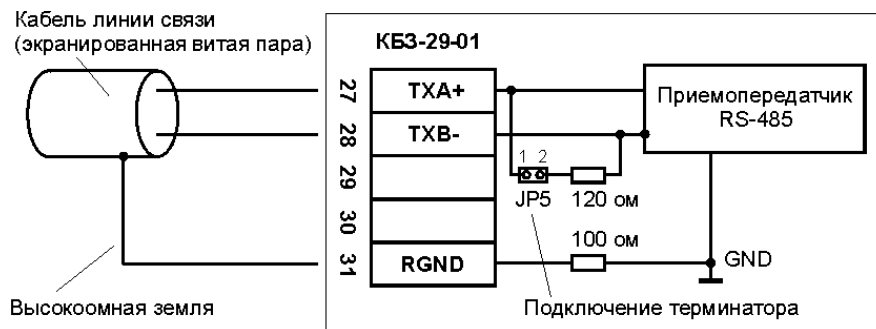 Кабель линии связи
(экранированная витая пара)
КБЗ-29-01
27
TXA+
28
TXB-
29
30
31
RGND
Приемопередатчик
RS-485
1 2
JP5
120 ом
100 ом
GND
Высокоомная земля
Подключение терминатора